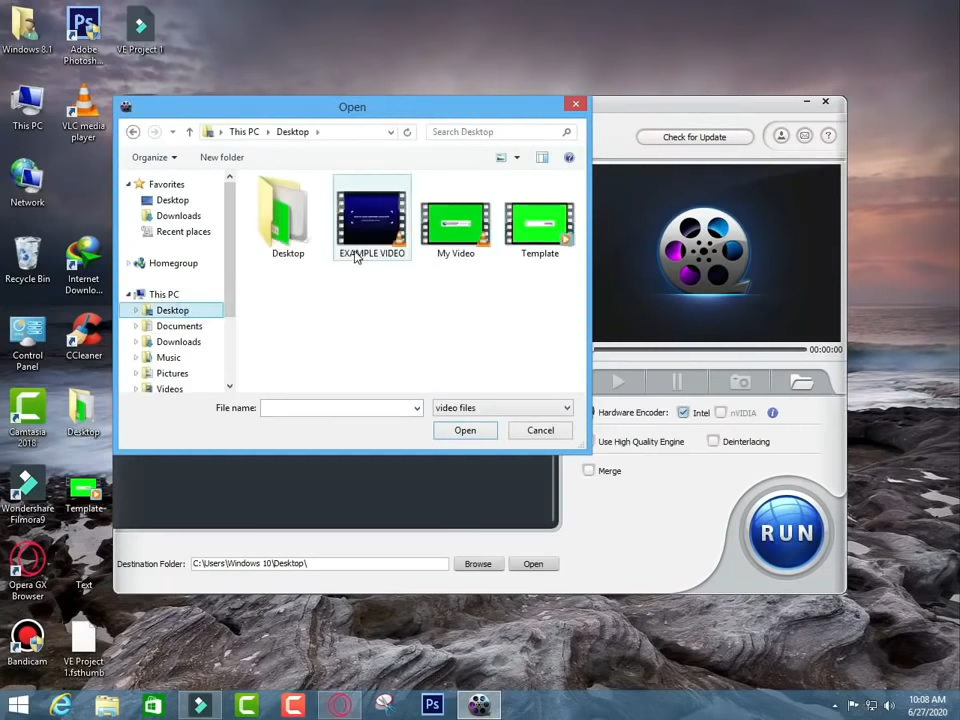 Windows 8.1
Adobe
Photosh...
VE Project 1
This PC
VLC media
player
Network
Recycle Bin
Internet
Downlo...
Control
Panel
CCleaner
Camtasia
2018
Desktop
Wondershare
Filmora9
Template
Opera GX
Browser
Text
Bandicam
VE Project
1.fsthumb
Open
This PC
Desktop
Search Desktop
Organize
New folder
Favorites
Desktop
Downloads
Recent places
Homegroup
This PC
Desktop
Documents
Downloads
Music
Pictures
Videos
Desktop
EXAMPLE VIDEO
My Video
Template
File name:
video files
Open
Cancel
Check for Update
00:00:00
Hardware Encoder:
Intel
nVIDIA
Use High Quality Engine
Deinterlacing
Merge
RUN
Destination Folder:
C:\Users\Windows 10\Desktop\
Browse
Open
Ps
Ps
10:08 AM
6/27/2020